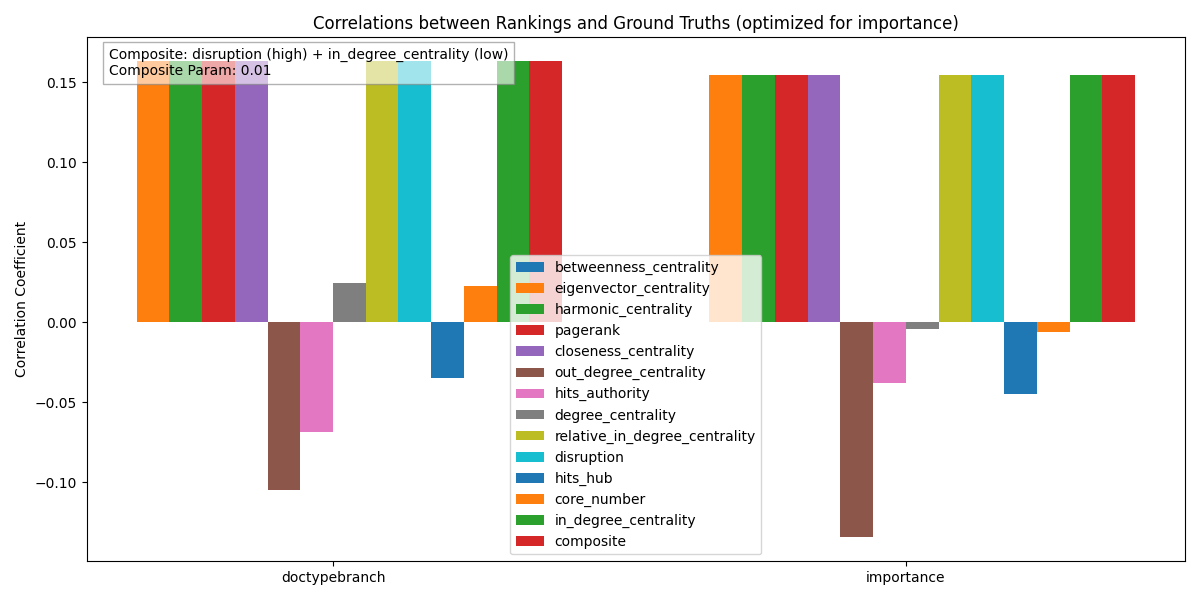 Correlations between Rankings and Ground Truths (optimized for importance)
Composite: disruption (high) + in_degree_centrality (low)
Composite Param: 0.01
Correlation Coefficient
0.15
0.10
0.05
0.00
−0.05
−0.10
betweenness_centrality
eigenvector_centrality
harmonic_centrality
pagerank
closeness_centrality
out_degree_centrality
hits_authority
degree_centrality
relative_in_degree_centrality
disruption
hits_hub
core_number
in_degree_centrality
composite
doctypebranch
importance